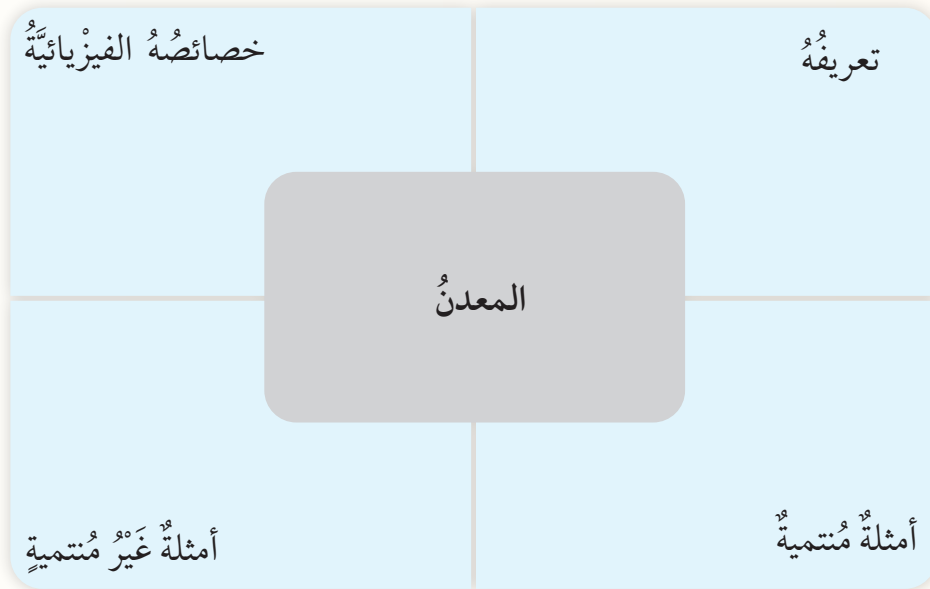 تعريفُهُ
خصائصُهُ الفيزْيائيَّةُ
المعدنُ
أمثلةٌ مُنتميةٌ
أمثلةٌ غَيْرُ مُنتميةٍ